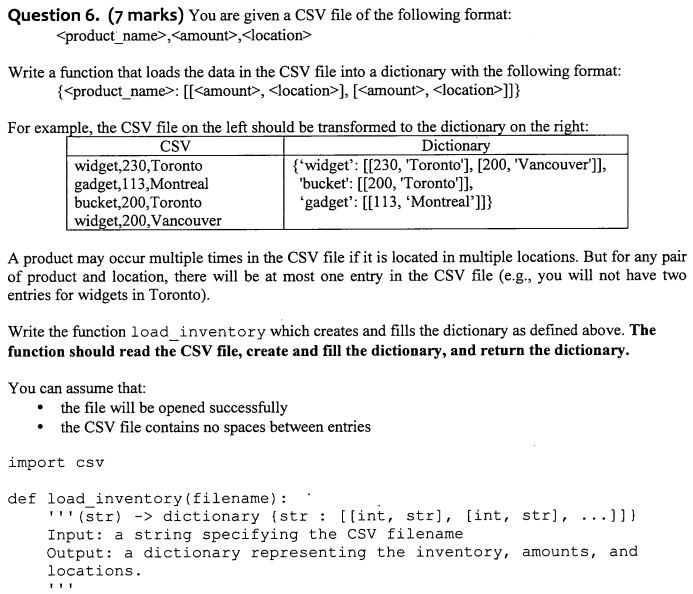 Question 6. (7 marks) You are given a CSV file of the following format:
<product_name>,<amount>,<location>
Write a function that loads the data in the CSV file into a dictionary with the following format:
{<product_name>: [[<amount>, <location>], [<amount>, <location>]]}
For example, the CSV file on the left should be transformed to the dictionary on the right:
CSV Dictionary
widget,230,Toronto {‘widget’: [[230, 'Toronto'], [200, 'Vancouver']],
gadget,113,Montreal 'bucket': [[200, 'Toronto']],
bucket,200,Toronto ‘gadget’: [[113, ‘Montreal’]]}
widget,200,Vancouver
A product may occur multiple times in the CSV file if it is located in multiple locations. But for any pair
of product and location, there will be at most one entry in the CSV file (e.g., you will not have two
entries for widgets in Toronto).
Write the function load_inventory which creates and fills the dictionary as defined above. The
function should read the CSV file, create and fill the dictionary, and return the dictionary.
You can assume that:
• the file will be opened successfully
• the CSV file contains no spaces between entries
import csv
def load_inventory(filename):
'''(str) -> dictionary {str : [[int, str], [int, str], ...]]}
Input: a string specifying the CSV filename
Output: a dictionary representing the inventory, amounts, and
locations.
'''